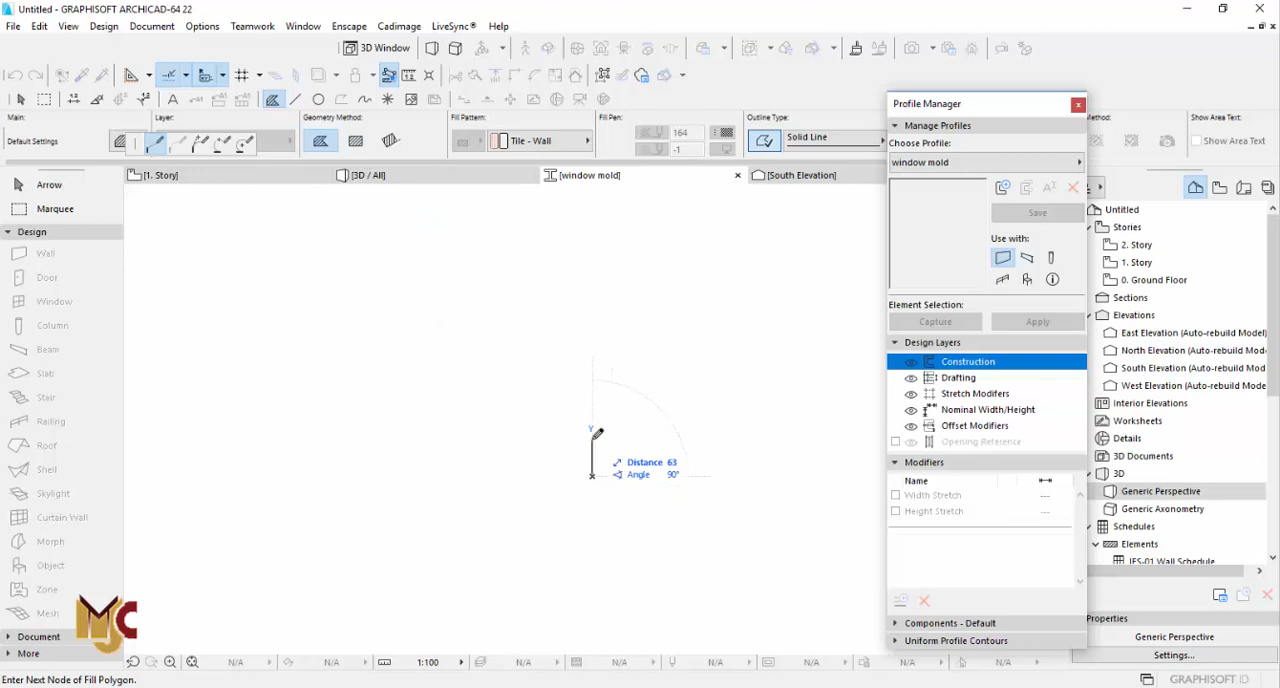 Untitled - GRAPHISOFT ARCHICAD-64 22
File Edit View Design Document Options Teamwork Window Enscape Cadimage LiveSync® Help
Main: Layer: Geometry Method: Fill Pattern: Fill Pen: Outline Type: Method: Show Area Text:
Default Settings Tile - Wall 164 -1 Solid Line Show Area Text
[1. Story] [3D / All] [window mold] [South Elevation]
Arrow
Marquee
Design
Wall
Door
Window
Column
Beam
Slab
Stair
Railing
Roof
Shell
Skylight
Curtain Wall
Morph
Object
Zone
Mesh
Document
More
MJC
Y
Distance 63
Angle 90°
Profile Manager
Manage Profiles
Choose Profile:
window mold
Save
Use with:
Element Selection:
Capture Apply
Design Layers
Construction
Drafting
Stretch Modifiers
Nominal Width/Height
Offset Modifiers
Opening Reference
Modifiers
Name
Width Stretch ---
Height Stretch ---
Components - Default
Uniform Profile Contours
Untitled
Stories
2. Story
1. Story
0. Ground Floor
Sections
Elevations
East Elevation (Auto-rebuild Model)
North Elevation (Auto-rebuild Model)
South Elevation (Auto-rebuild Model)
West Elevation (Auto-rebuild Mode
Interior Elevations
Worksheets
Details
3D Documents
3D
Generic Perspective
Generic Axonometry
Schedules
Elements
IES-01 Wall Schedule
Properties
Generic Perspective
Settings...
N/A N/A 1:100 N/A N/A N/A N/A N/A N/A
Enter Next Node of Fill Polygon.
GRAPHISOFT ID